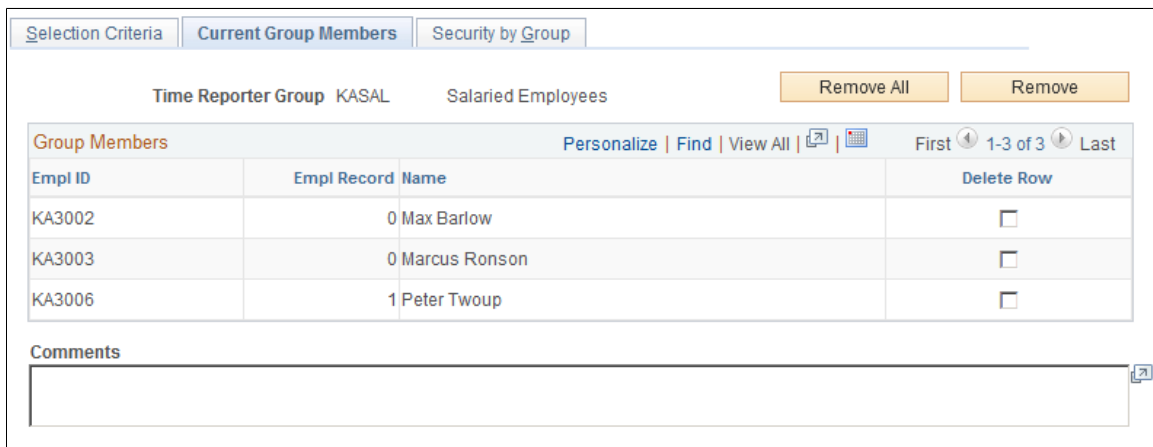 Selection Criteria Current Group Members Security by Group
Time Reporter Group KASAL Salaried Employees Remove All Remove
Group Members Personalize | Find | View All | | First 1-3 of 3 Last
Empl ID Empl Record Name Delete Row
KA3002 0 Max Barlow
KA3003 0 Marcus Ronson
KA3006 1 Peter Twoup
Comments